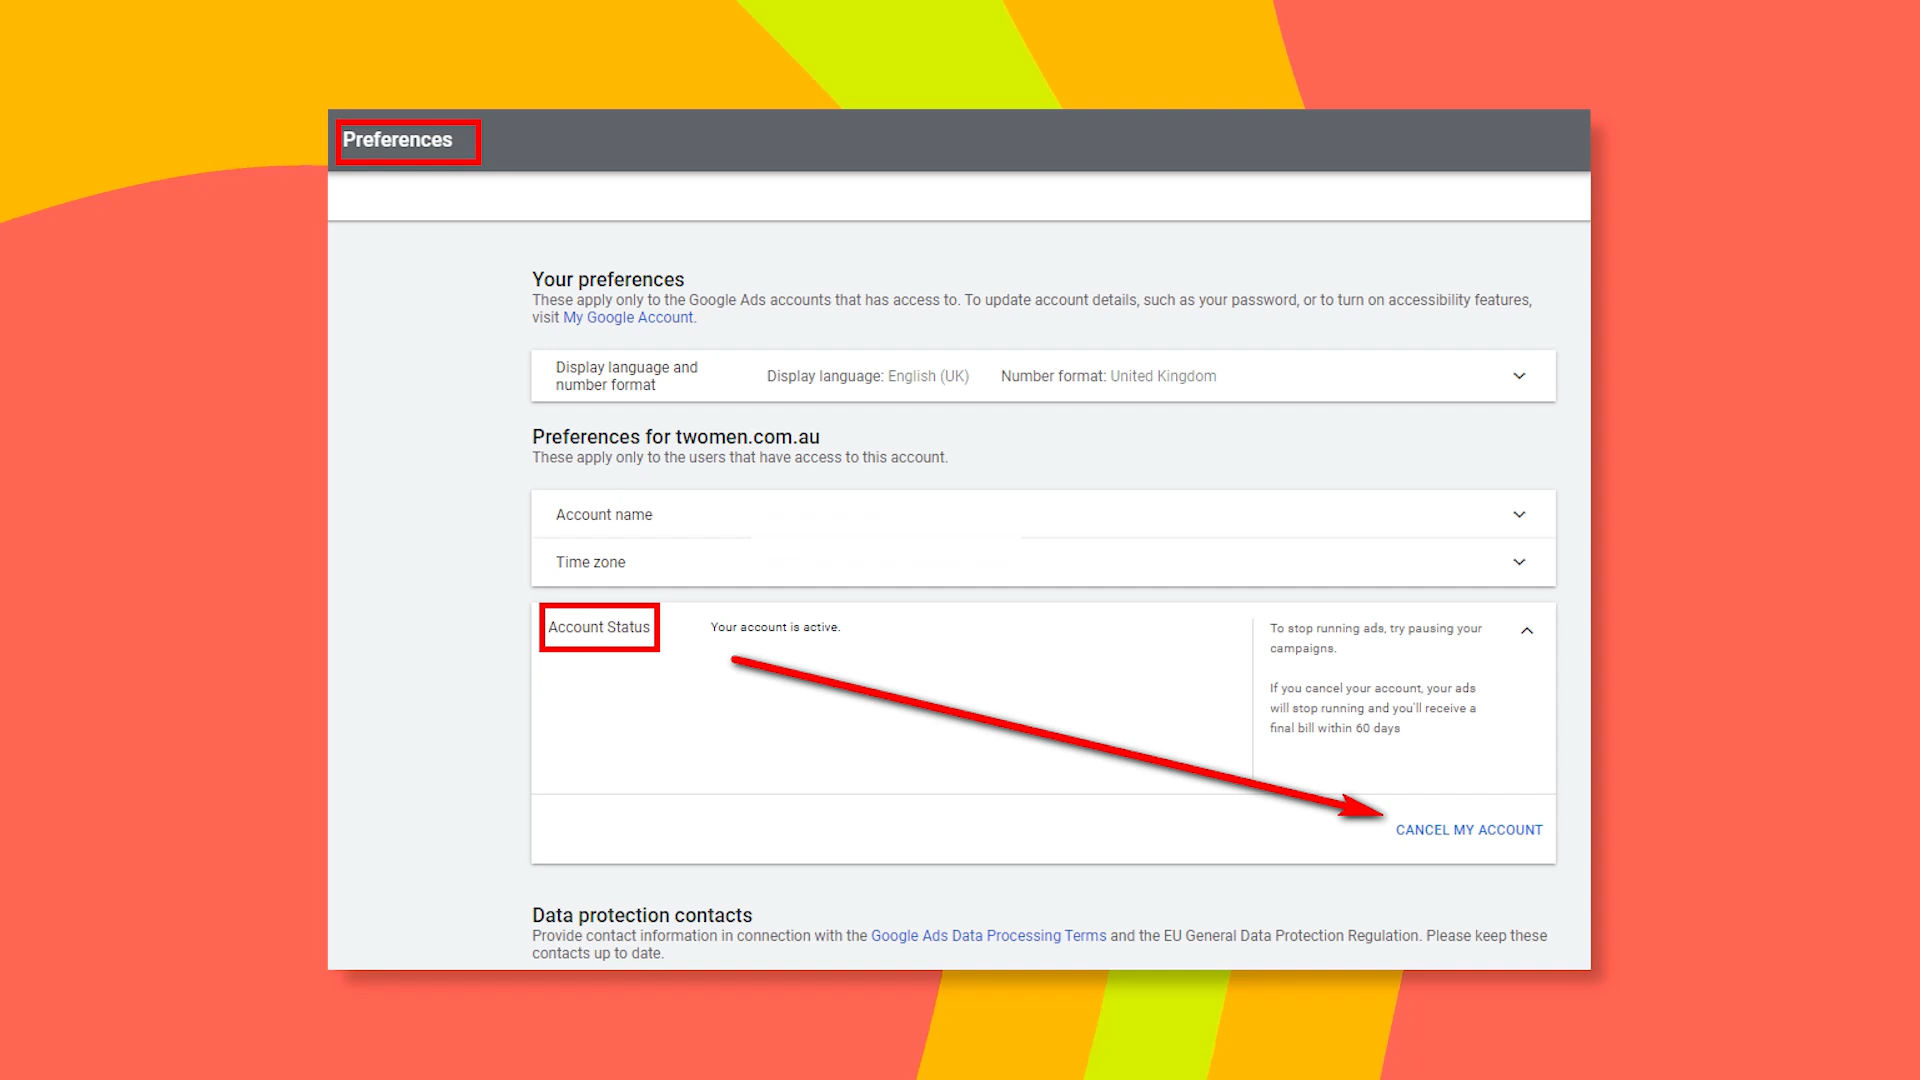 Preferences
Your preferences
These apply only to the Google Ads accounts that has access to. To update account details, such as your password, or to turn on accessibility features,
visit My Google Account.
Display language and
number format
Display language: English (UK)
Number format: United Kingdom
Preferences for twomen.com.au
These apply only to the users that have access to this account.
Account name
Time zone
Account Status
Your account is active.
To stop running ads, try pausing your
campaigns.
If you cancel your account, your ads
will stop running and you'll receive a
final bill within 60 days
CANCEL MY ACCOUNT
Data protection contacts
Provide contact information in connection with the Google Ads Data Processing Terms and the EU General Data Protection Regulation. Please keep these
contacts up to date.